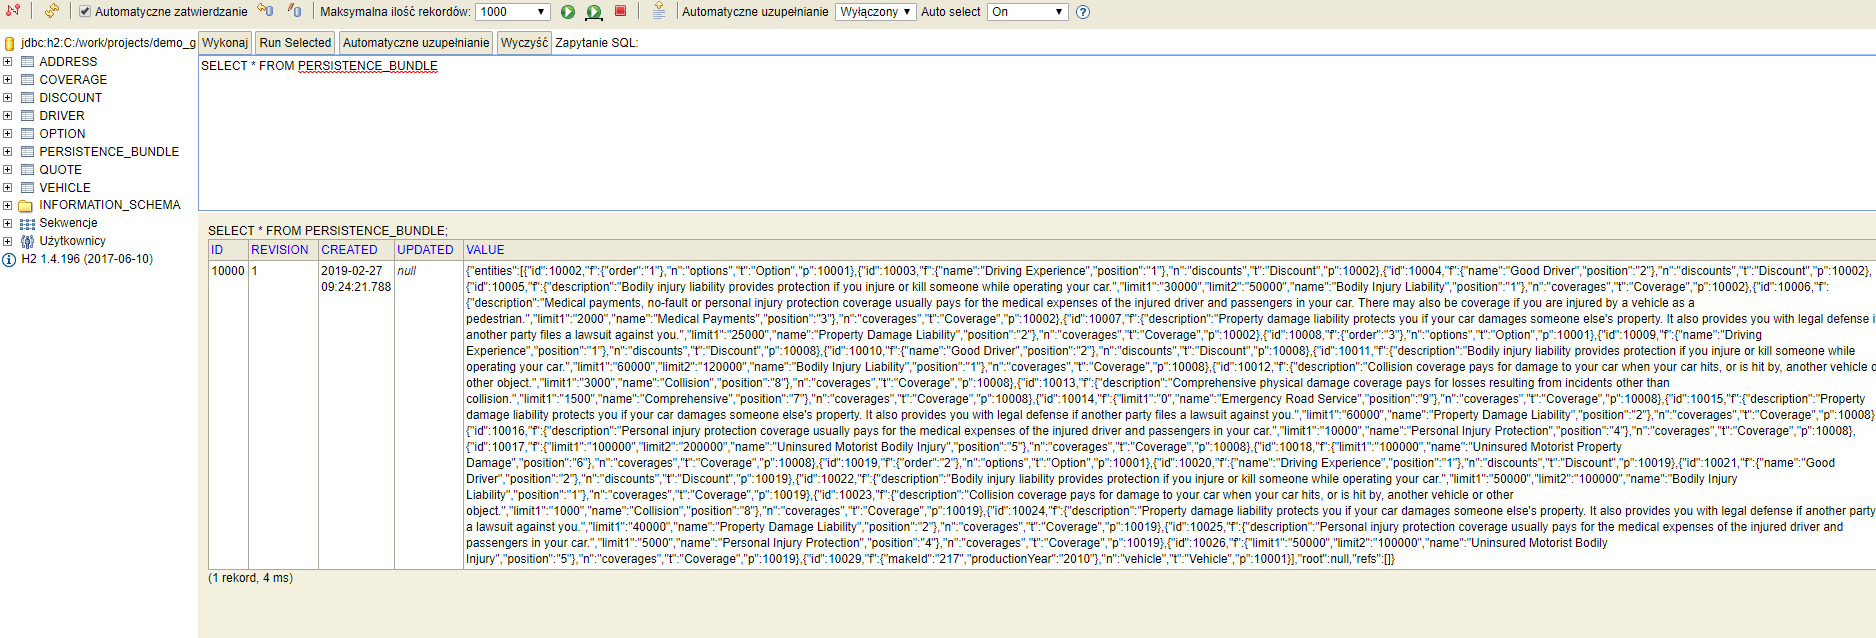 Automatyczne zatwierdzanie Maksymalna ilość rekordów: 1000 Automatyczne uzupełnianie Wyłączony Auto select On
jdbc:h2:C:/work/projects/demo_g
ADDRESS
COVERAGE
DISCOUNT
DRIVER
OPTION
PERSISTENCE_BUNDLE
QUOTE
VEHICLE
INFORMATION_SCHEMA
Sekwencje
Użytkownicy
H2 1.4.196 (2017-06-10)
Wykonaj Run Selected Automatyczne uzupełnianie Wyczyść Zapytanie SQL:
SELECT * FROM PERSISTENCE_BUNDLE
SELECT * FROM PERSISTENCE_BUNDLE;
ID REVISION CREATED UPDATED VALUE
10000 1 2019-02-27 09:24:21.788 null
{"entities":[{"id":10002,"f":{"order":"1"},"n":"options","t":"Option","p":10001},{"id":10003,"f":{"name":"Driving Experience","position":"1"},"n":"discounts","t":"Discount","p":10002},{"id":10004,"f":{"name":"Good Driver","position":"2"},"n":"discounts","t":"Discount","p":10002},
{"id":10005,"f":{"description":"Bodily injury liability provides protection if you injure or kill someone while operating your car.","limit1":"30000","limit2":"50000","name":"Bodily Injury Liability","position":"1"},"n":"coverages","t":"Coverage","p":10002},{"id":10006,"f":
{"description":"Medical payments, no-fault or personal injury protection coverage usually pays for the medical expenses of the injured driver and passengers in your car. There may also be coverage if you are injured by a vehicle as a
pedestrian.","limit1":"2000","name":"Medical Payments","position":"3"},"n":"coverages","t":"Coverage","p":10002},{"id":10007,"f":{"description":"Property damage liability protects you if your car damages someone else's property. It also provides you with legal defense i
another party files a lawsuit against you.","limit1":"25000","name":"Property Damage Liability","position":"2"},"n":"coverages","t":"Coverage","p":10002},{"id":10008,"f":{"order":"3"},"n":"options","t":"Option","p":10001},{"id":10009,"f":{"name":"Driving
Experience","position":"1"},"n":"discounts","t":"Discount","p":10008},{"id":10010,"f":{"name":"Good Driver","position":"2"},"n":"discounts","t":"Discount","p":10008},{"id":10011,"f":{"description":"Bodily injury liability provides protection if you injure or kill someone while
operating your car.","limit1":"60000","limit2":"120000","name":"Bodily Injury Liability","position":"1"},"n":"coverages","t":"Coverage","p":10008},{"id":10012,"f":{"description":"Collision coverage pays for damage to your car when your car hits, or is hit by, another vehicle o
other object.","limit1":"3000","name":"Collision","position":"8"},"n":"coverages","t":"Coverage","p":10008},{"id":10013,"f":{"description":"Comprehensive physical damage coverage pays for losses resulting from incidents other than
collision.","limit1":"1500","name":"Comprehensive","position":"7"},"n":"coverages","t":"Coverage","p":10008},{"id":10014,"f":{"limit1":"0","name":"Emergency Road Service","position":"9"},"n":"coverages","t":"Coverage","p":10008},{"id":10015,"f":{"description":"Property
damage liability protects you if your car damages someone else's property. It also provides you with legal defense if another party files a lawsuit against you.","limit1":"60000","name":"Property Damage Liability","position":"2"},"n":"coverages","t":"Coverage","p":10008}
{"id":10016,"f":{"description":"Personal injury protection coverage usually pays for the medical expenses of the injured driver and passengers in your car.","limit1":"10000","name":"Personal Injury Protection","position":"4"},"n":"coverages","t":"Coverage","p":10008},
{"id":10017,"f":{"limit1":"100000","limit2":"200000","name":"Uninsured Motorist Bodily Injury","position":"5"},"n":"coverages","t":"Coverage","p":10008},{"id":10018,"f":{"limit1":"100000","name":"Uninsured Motorist Property
Damage","position":"6"},"n":"coverages","t":"Coverage","p":10008},{"id":10019,"f":{"order":"2"},"n":"options","t":"Option","p":10001},{"id":10020,"f":{"name":"Driving Experience","position":"1"},"n":"discounts","t":"Discount","p":10019},{"id":10021,"f":{"name":"Good
Driver","position":"2"},"n":"discounts","t":"Discount","p":10019},{"id":10022,"f":{"description":"Bodily injury liability provides protection if you injure or kill someone while operating your car.","limit1":"50000","limit2":"100000","name":"Bodily Injury
Liability","position":"1"},"n":"coverages","t":"Coverage","p":10019},{"id":10023,"f":{"description":"Collision coverage pays for damage to your car when your car hits, or is hit by, another vehicle or other
object.","limit1":"1000","name":"Collision","position":"8"},"n":"coverages","t":"Coverage","p":10019},{"id":10024,"f":{"description":"Property damage liability protects you if your car damages someone else's property. It also provides you with legal defense if another party
a lawsuit against you.","limit1":"40000","name":"Property Damage Liability","position":"2"},"n":"coverages","t":"Coverage","p":10019},{"id":10025,"f":{"description":"Personal injury protection coverage usually pays for the medical expenses of the injured driver and
passengers in your car.","limit1":"5000","name":"Personal Injury Protection","position":"4"},"n":"coverages","t":"Coverage","p":10019},{"id":10026,"f":{"limit1":"50000","limit2":"100000","name":"Uninsured Motorist Bodily
Injury","position":"5"},"n":"coverages","t":"Coverage","p":10019},{"id":10029,"f":{"makeId":"217","productionYear":"2010"},"n":"vehicle","t":"Vehicle","p":10001}],"root":null,"refs":[]}
(1 rekord, 4 ms)